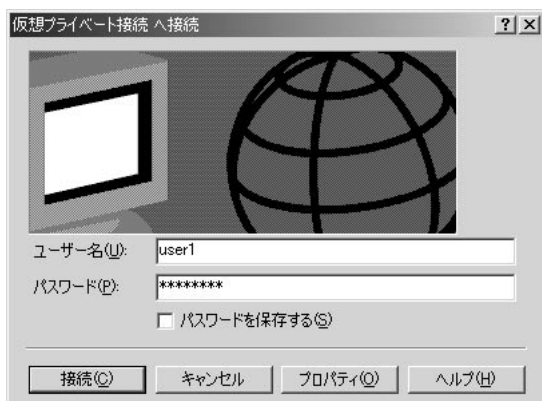 仮想プライベート接続 へ接続
ユーザー名(U): user1
パスワード(P): ********
パスワードを保存する(S)
接続(C) キャンセル プロパティ(O) ヘルプ(H)